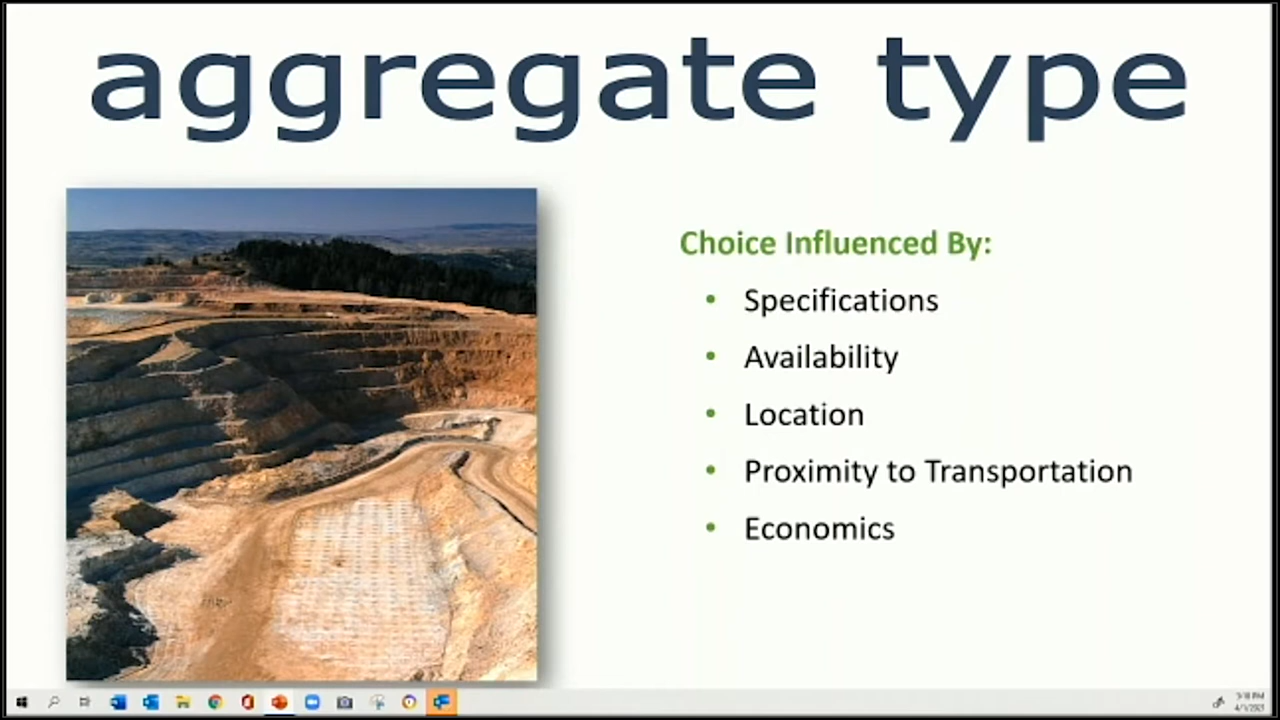 aggregate type
Choice Influenced By:
• Specifications
• Availability
• Location
• Proximity to Transportation
• Economics